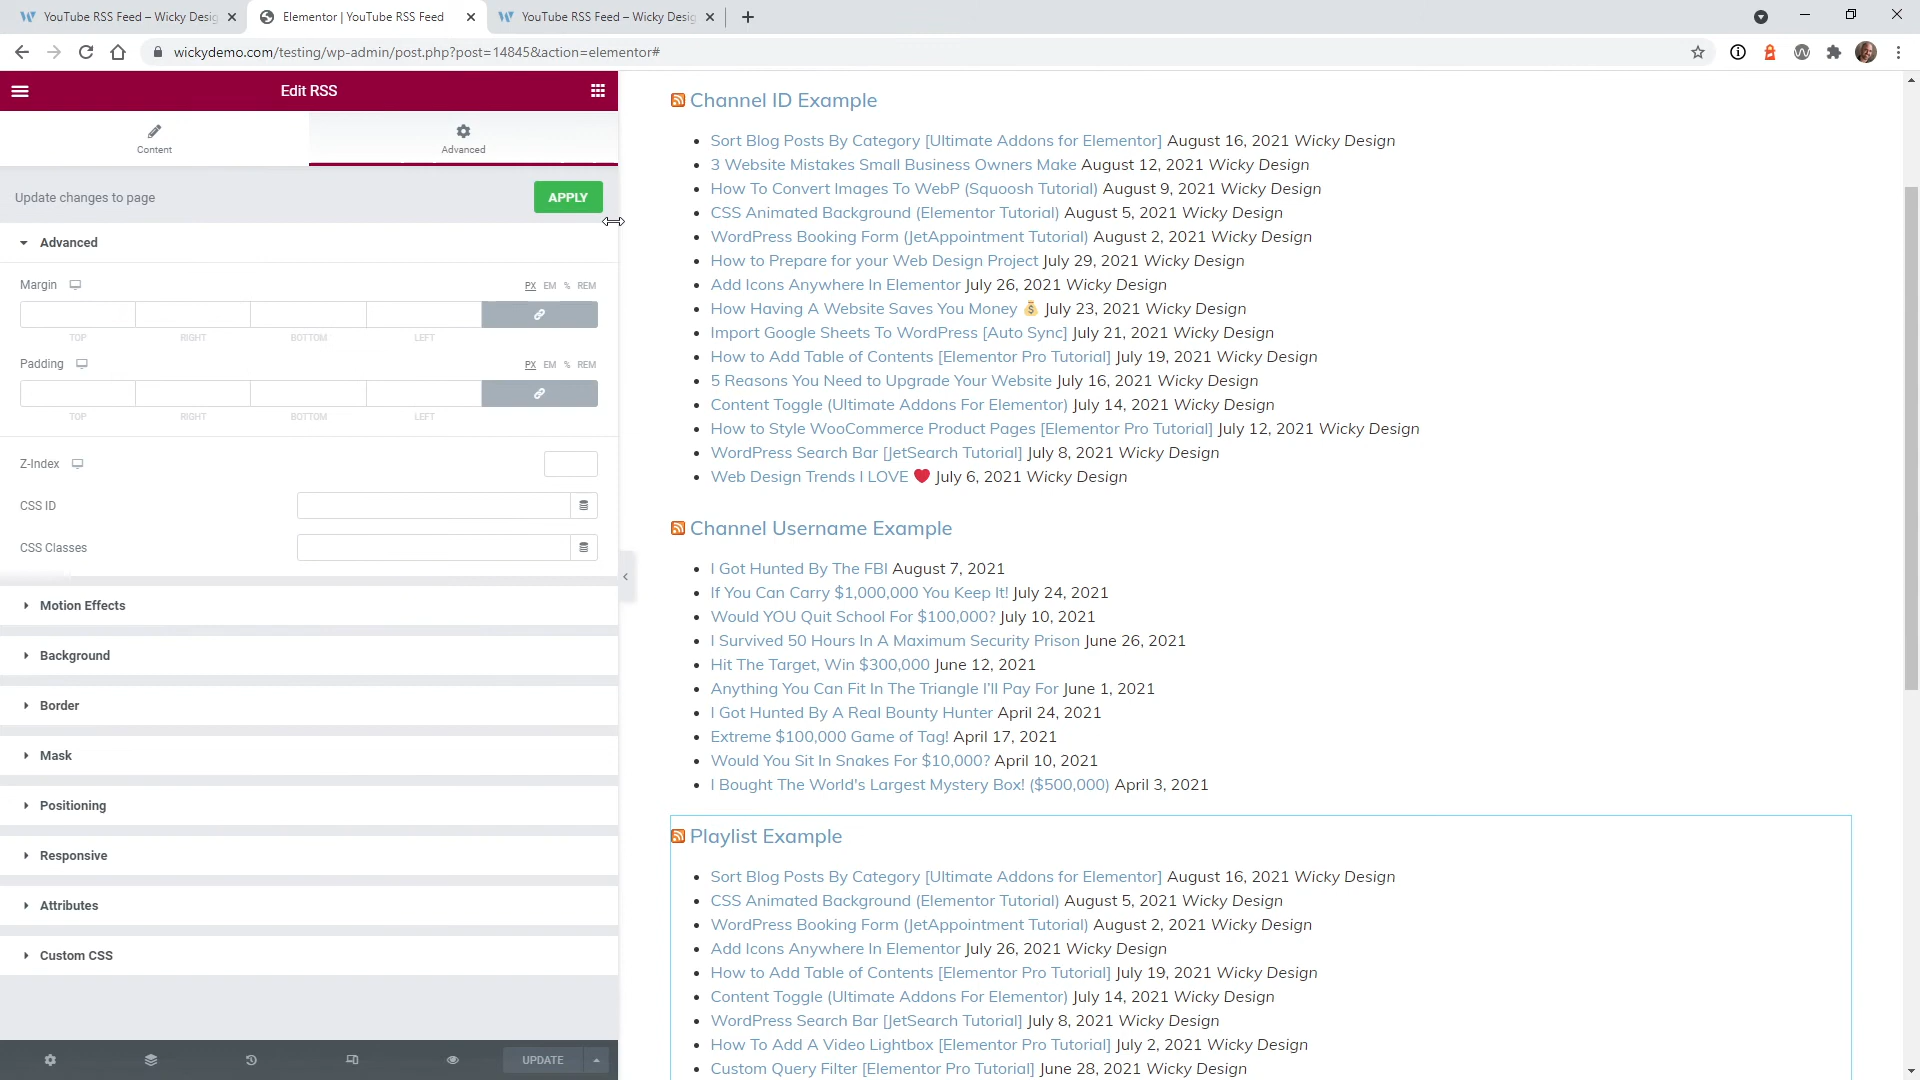 YouTube RSS Feed – Wicky Desig
Elementor | YouTube RSS Feed
YouTube RSS Feed – Wicky Desig
wickydemo.com/testing/wp-admin/post.php?post=14845&action=elementor#
Edit RSS
Content
Advanced
Update changes to page
APPLY
Advanced
Margin
PX EM % REM
TOP RIGHT BOTTOM LEFT
Padding
PX EM % REM
TOP RIGHT BOTTOM LEFT
Z-Index
CSS ID
CSS Classes
Motion Effects
Background
Border
Mask
Positioning
Responsive
Attributes
Custom CSS
UPDATE
Channel ID Example
Sort Blog Posts By Category [Ultimate Addons for Elementor] August 16, 2021 Wicky Design
3 Website Mistakes Small Business Owners Make August 12, 2021 Wicky Design
How To Convert Images To WebP (Squoosh Tutorial) August 9, 2021 Wicky Design
CSS Animated Background (Elementor Tutorial) August 5, 2021 Wicky Design
WordPress Booking Form (JetAppointment Tutorial) August 2, 2021 Wicky Design
How to Prepare for your Web Design Project July 29, 2021 Wicky Design
Add Icons Anywhere In Elementor July 26, 2021 Wicky Design
How Having A Website Saves You Money 💰 July 23, 2021 Wicky Design
Import Google Sheets To WordPress [Auto Sync] July 21, 2021 Wicky Design
How to Add Table of Contents [Elementor Pro Tutorial] July 19, 2021 Wicky Design
5 Reasons You Need to Upgrade Your Website July 16, 2021 Wicky Design
Content Toggle (Ultimate Addons For Elementor) July 14, 2021 Wicky Design
How to Style WooCommerce Product Pages [Elementor Pro Tutorial] July 12, 2021 Wicky Design
WordPress Search Bar [JetSearch Tutorial] July 8, 2021 Wicky Design
Web Design Trends I LOVE ❤️ July 6, 2021 Wicky Design
Channel Username Example
I Got Hunted By The FBI August 7, 2021
If You Can Carry $1,000,000 You Keep It! July 24, 2021
Would YOU Quit School For $100,000? July 10, 2021
I Survived 50 Hours In A Maximum Security Prison June 26, 2021
Hit The Target, Win $300,000 June 12, 2021
Anything You Can Fit In The Triangle I'll Pay For June 1, 2021
I Got Hunted By A Real Bounty Hunter April 24, 2021
Extreme $100,000 Game of Tag! April 17, 2021
Would You Sit In Snakes For $10,000? April 10, 2021
I Bought The World's Largest Mystery Box! ($500,000) April 3, 2021
Playlist Example
Sort Blog Posts By Category [Ultimate Addons for Elementor] August 16, 2021 Wicky Design
CSS Animated Background (Elementor Tutorial) August 5, 2021 Wicky Design
WordPress Booking Form (JetAppointment Tutorial) August 2, 2021 Wicky Design
Add Icons Anywhere In Elementor July 26, 2021 Wicky Design
How to Add Table of Contents [Elementor Pro Tutorial] July 19, 2021 Wicky Design
Content Toggle (Ultimate Addons For Elementor) July 14, 2021 Wicky Design
WordPress Search Bar [JetSearch Tutorial] July 8, 2021 Wicky Design
How To Add A Video Lightbox [Elementor Pro Tutorial] July 2, 2021 Wicky Design
Custom Query Filter [Elementor Pro Tutorial] June 28, 2021 Wicky Design